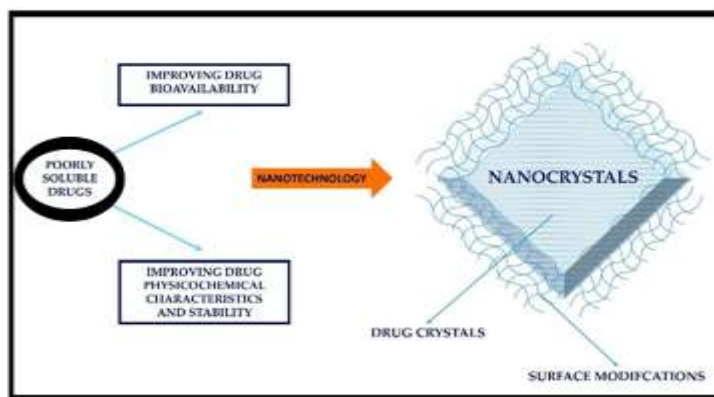 IMPROVING DRUG
BIOAVAILABILITY
POORLY
SOLUBLE
DRUGS
NANOTECHNOLOGY
NANOCRYSTALS
IMPROVING DRUG
PHYSICOCHEMICAL
CHARACTERISTICS
AND STABILITY
DRUG CRYSTALS
SURFACE MODIFCATIONS